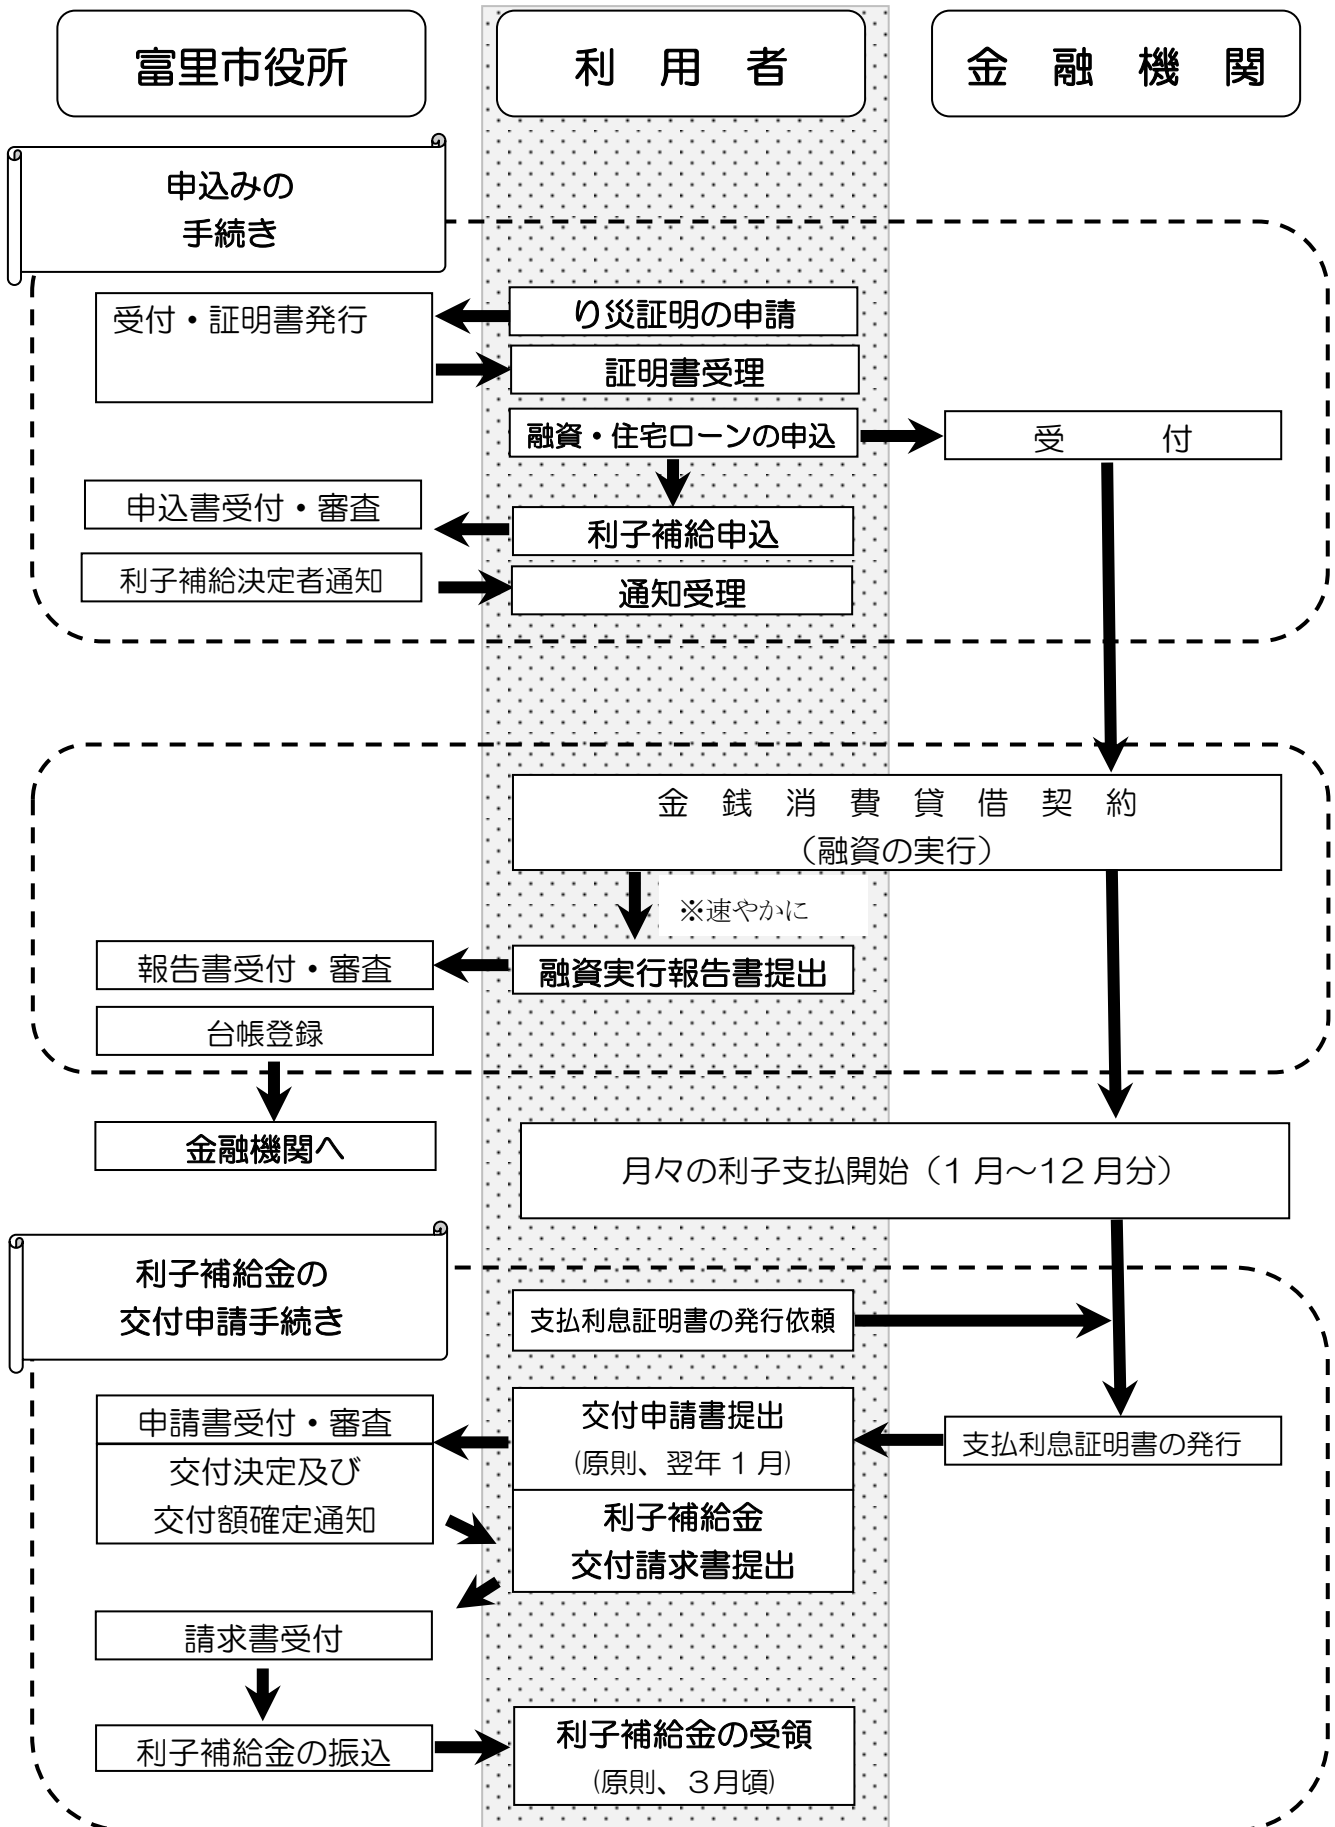 富里市役所
利　用　者
金　融　機　関
申込みの
手続き
受付・証明書発行
り災証明の申請
証明書受理
融資・住宅ローンの申込
受　　　付
申込書受付・審査
利子補給申込
利子補給決定者通知
通知受理
金　銭　消　費　貸　借　契　約
（融資の実行）
※速やかに
報告書受付・審査
融資実行報告書提出
台帳登録
金融機関へ
月々の利子支払開始（１月～12月分）
利子補給金の
交付申請手続き
支払利息証明書の発行依頼
申請書受付・審査
交付決定及び
交付額確定通知
交付申請書提出
(原則、翌年１月)
支払利息証明書の発行
利子補給金
交付請求書提出
請求書受付
利子補給金の振込
利子補給金の受領
(原則、３月頃)